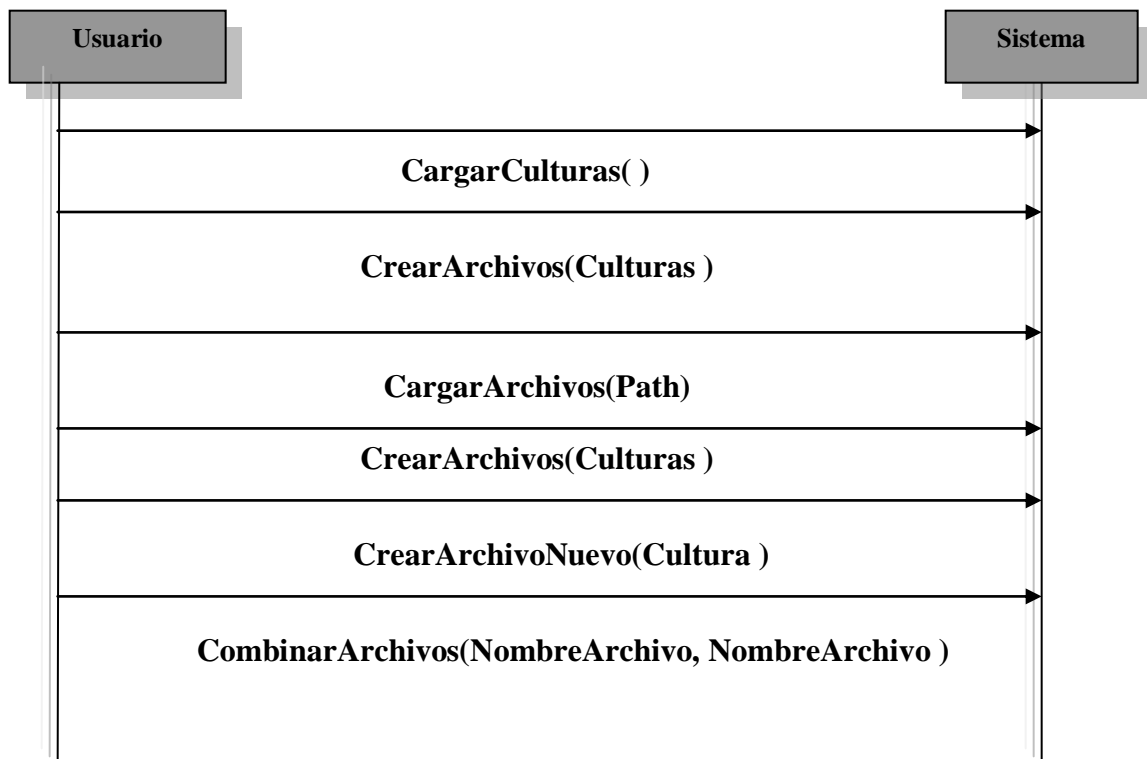 Usuario
Sistema
CargarCulturas( )
CrearArchivos(Culturas )
CargarArchivos(Path)
CrearArchivos(Culturas )
CrearArchivoNuevo(Cultura )
CombinarArchivos(NombreArchivo, NombreArchivo )